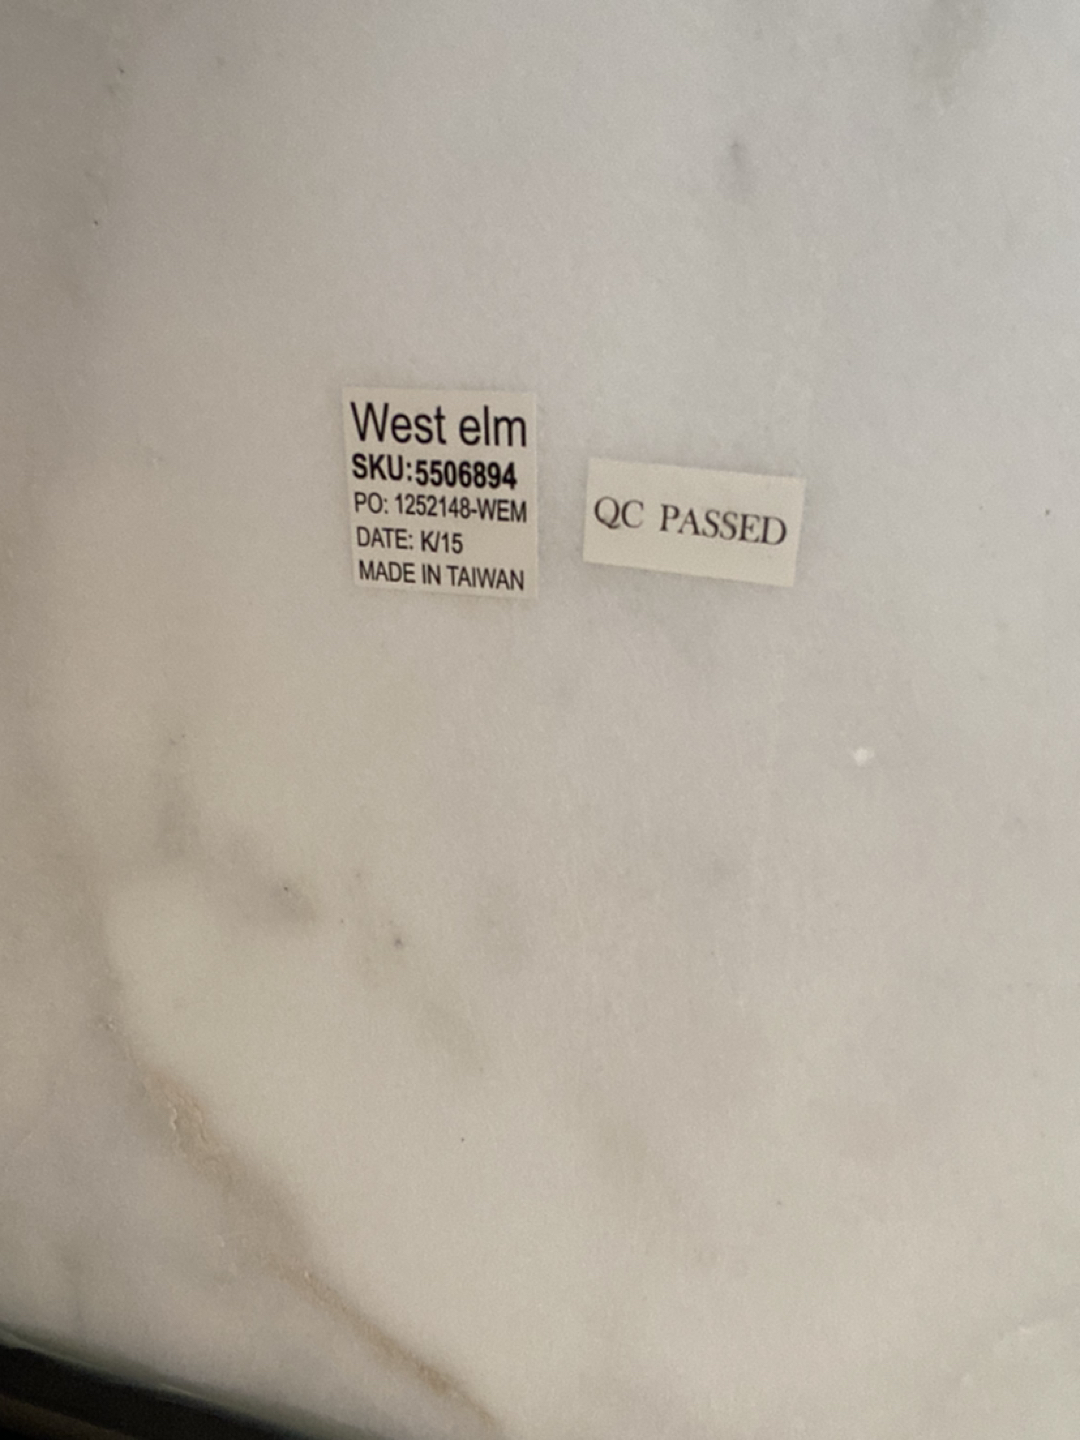 West elm
SKU:5506894
PO: 1252148-WEM
DATE: K/15
MADE IN TAIWAN
QC PASSED